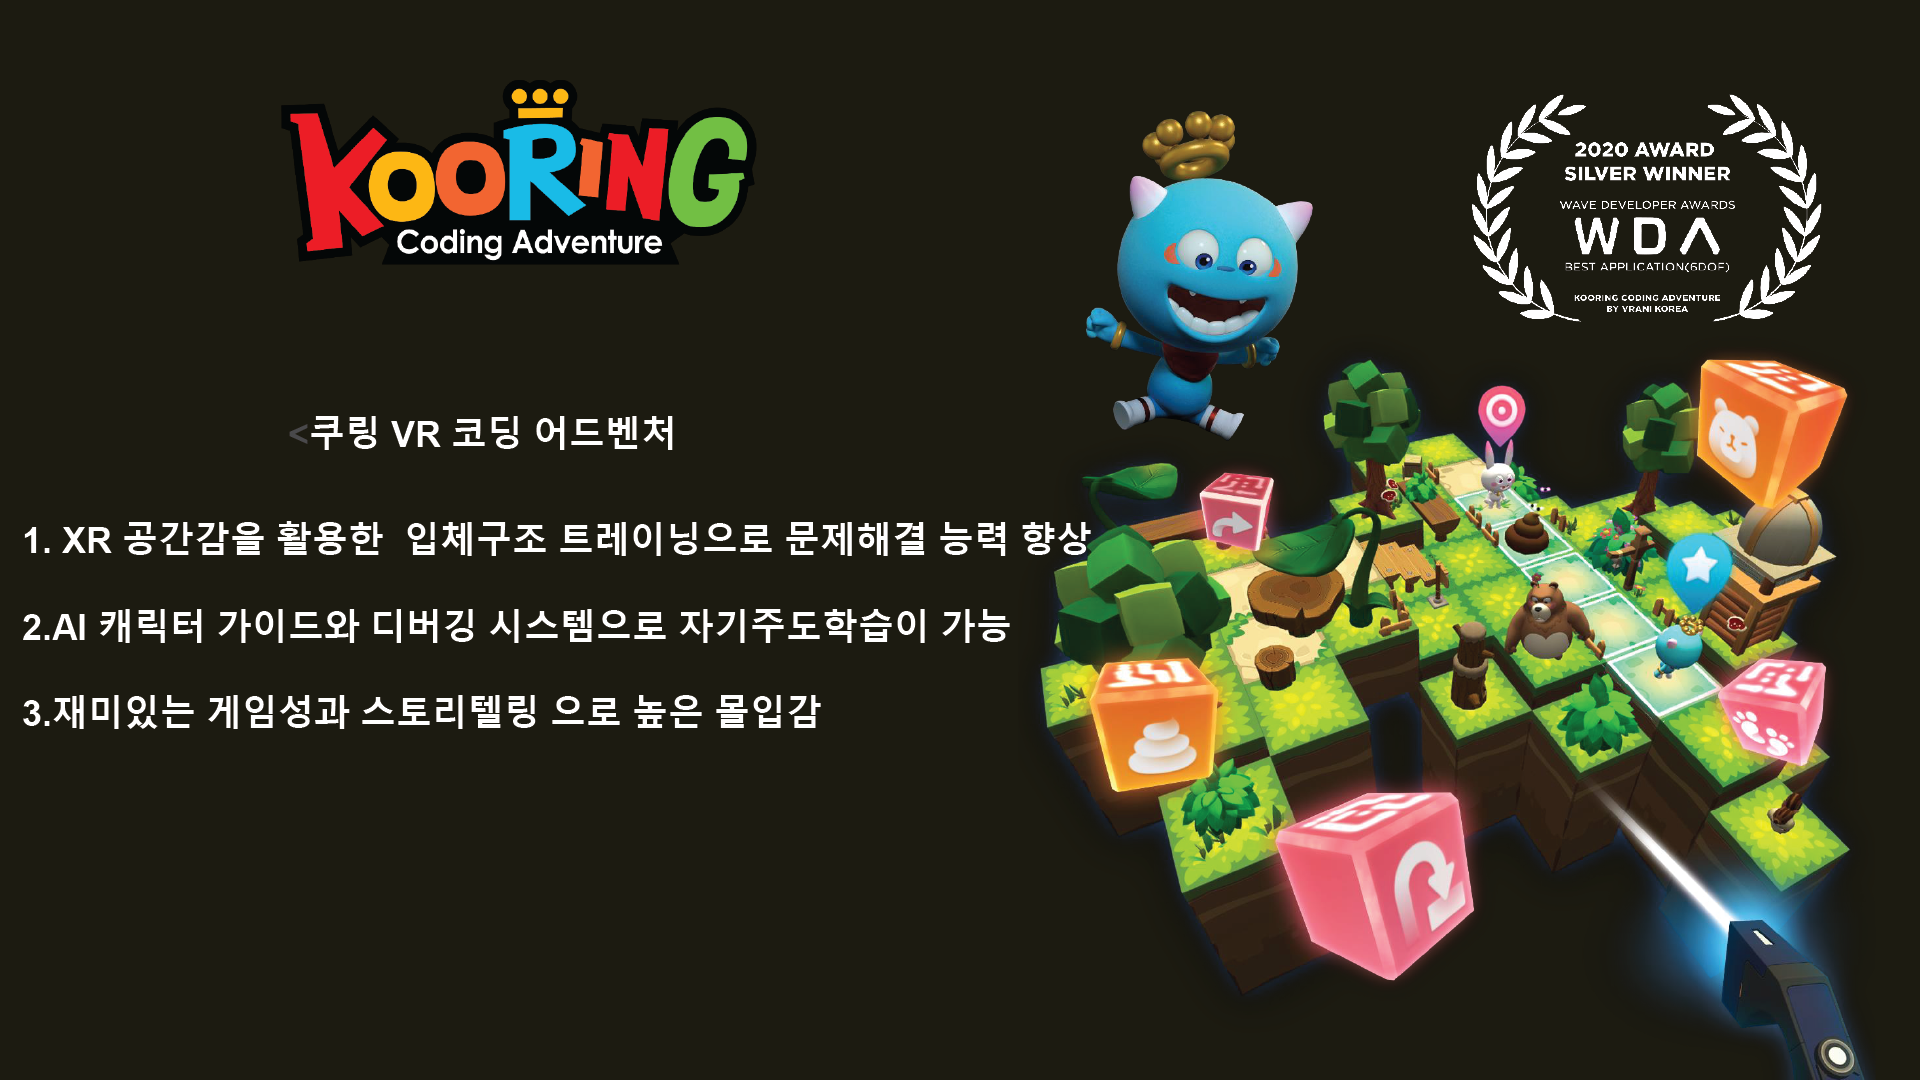 KOORING
Coding Adventure
2020 AWARD
SILVER WINNER
WAVE DEVELOPER AWARDS
WDA
BEST APPLICATION(6DOF)
KOORING CODING ADVENTURE
BY VRANI KOREA
<쿠링 VR 코딩 어드벤처
1. XR 공간감을 활용한  입체구조 트레이닝으로 문제해결 능력 향상
2.AI 캐릭터 가이드와 디버깅 시스템으로 자기주도학습이 가능
3.재미있는 게임성과 스토리텔링 으로 높은 몰입감